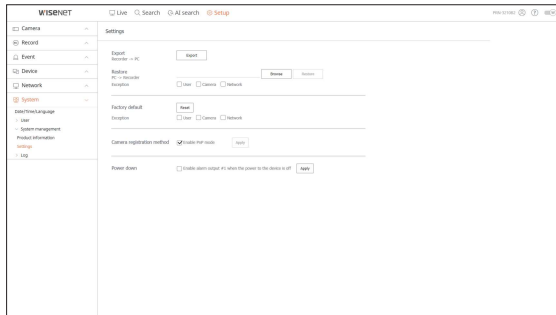 WISENET Live Search AI search Setup
Camera
Record
Event
Device
Network
System
Date/Time/Language
User
System management
Product information
Settings
Log
Settings
Export
Recorder → PC
Export
Restore
PC → Recorder
Browse Restore
Exception User Camera Network
Factory default Reset
Exception User Camera Network
Camera registration method Enable PnP mode Apply
Power down Enable alarm output #2 when the power to the device is off Apply